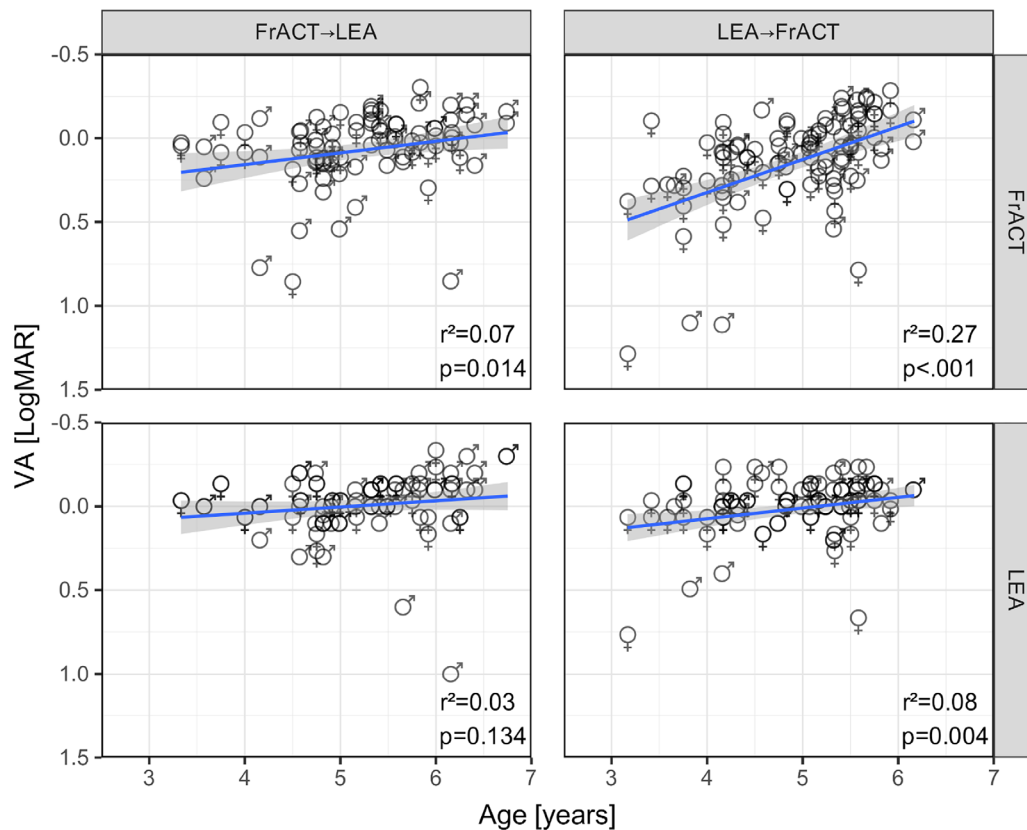 FrACT→LEA
LEA→FrACT
-0.5
0.0
0.5
1.0
1.5
r²=0.07
p=0.014
r²=0.27
p<.001
FrACT
VA [LogMAR]
-0.5
0.0
0.5
1.0
1.5
r²=0.03
p=0.134
r²=0.08
p=0.004
LEA
3 4 5 6 7
3 4 5 6 7
Age [years]